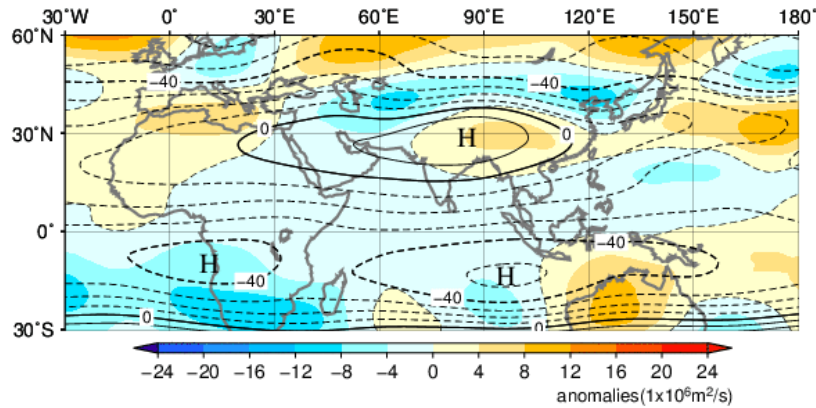 30°W 0° 30°E 60°E 90°E 120°E 150°E 180°
60°N
-40 -40
30°N 0 H 0
0° -40
H -40 H
-40
0 0
30°S
-24 -20 -16 -12 -8 -4 0 4 8 12 16 20 24
anomalies(1x10⁶m²/s)